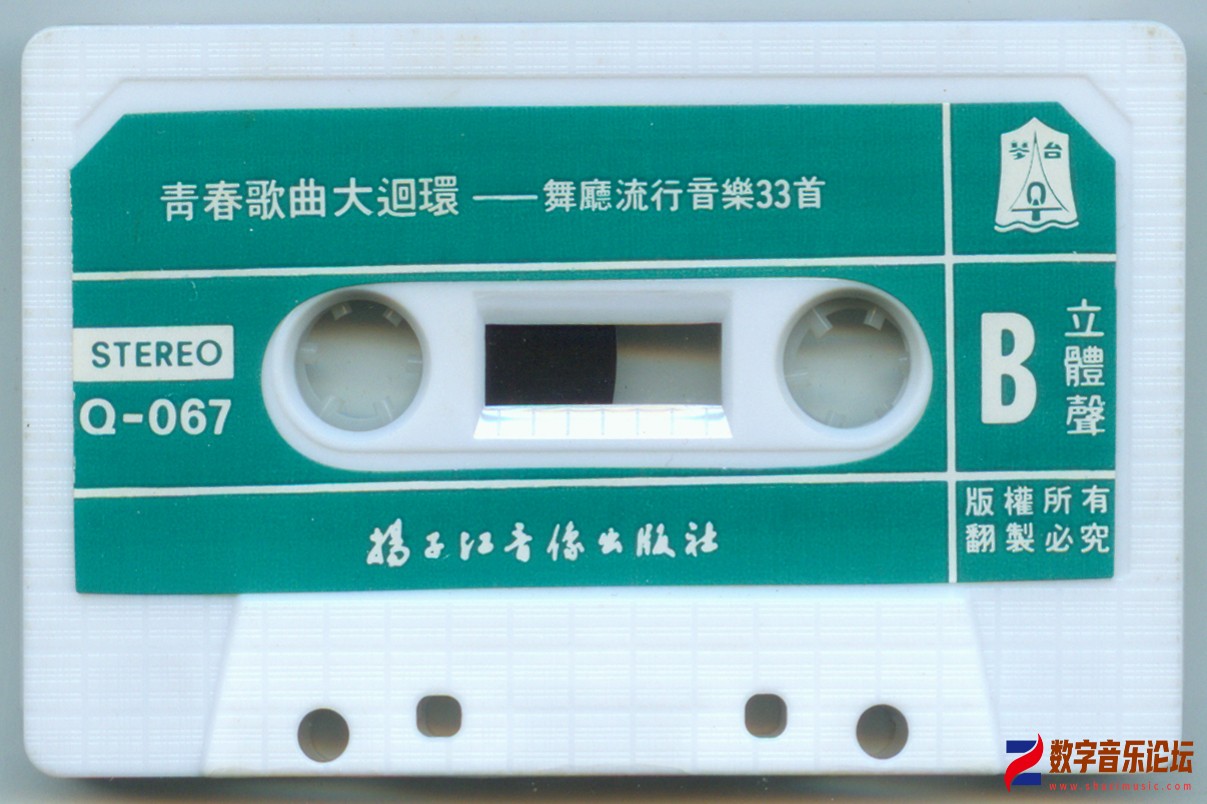 青春歌曲大迴環——舞廳流行音樂33首
琴台
STEREO
Q-067
B
立體聲
揚子江音像出版社
版權所有
翻製必究
数字音乐论坛